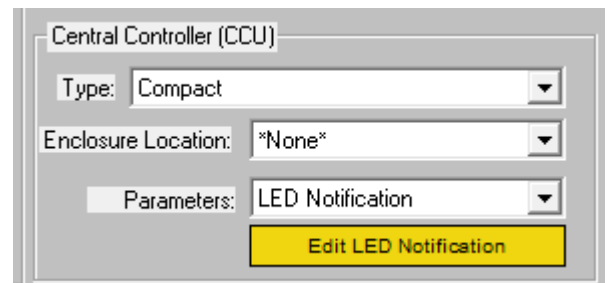 Central Controller (CCU)
Type: Compact
Enclosure Location: *None*
Parameters: LED Notification
Edit LED Notification